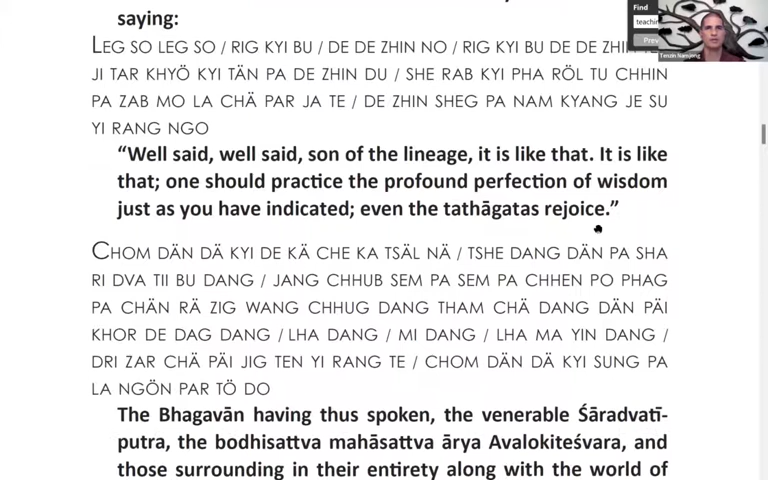 saying:
Find
teachin
Prev
Tenzin Namjong
LEG SO LEG SO / RIG KYI BU / DE DE ZHIN NO / RIG KYI BU DE DE ZHIN
JI TAR KHYÖ KYI TÄN PA DE ZHIN DU / SHE RAB KYI PHA RÖL TU CHHIN
PA ZAB MO LA CHÄ PAR JA TE / DE ZHIN SHEG PA NAM KYANG JE SU
YI RANG NGO
“Well said, well said, son of the lineage, it is like that. It is like
that; one should practice the profound perfection of wisdom
just as you have indicated; even the tathāgatas rejoice.”
CHOM DÄN DÄ KYI DE KÄ CHE KA TSÄL NÄ / TSHE DANG DÄN PA SHA
RI DVA TII BU DANG / JANG CHHUB SEM PA SEM PA CHHEN PO PHAG
PA CHÄN RÄ ZIG WANG CHHUG DANG THAM CHÄ DANG DÄN PÄI
KHOR DE DAG DANG / LHA DANG / MI DANG / LHA MA YIN DANG /
DRI ZAR CHÄ PÄI JIG TEN YI RANG TE / CHOM DÄN DÄ KYI SUNG PA
LA NGÖN PAR TÖ DO
The Bhagavān having thus spoken, the venerable Śāradvatī-
putra, the bodhisattva mahāsattva ārya Avalokiteśvara, and
those surrounding in their entirety along with the world of